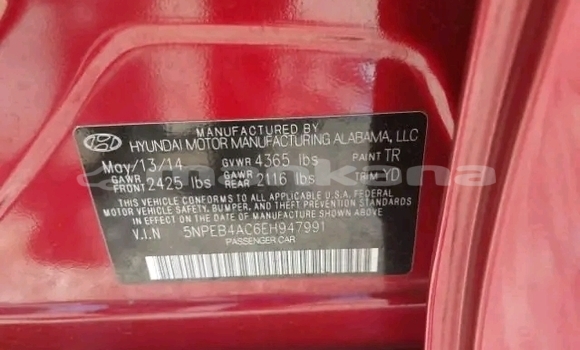 MANUFACTURED BY
HYUNDAI MOTOR MANUFACTURING ALABAMA, LLC
May/13/14 GVWR 4365 lbs PAINT TR
GAWR FRONT 2425 lbs GAWR REAR 2116 lbs TRIM YD
THIS VEHICLE CONFORMS TO ALL APPLICABLE U.S.A. FEDERAL
MOTOR VEHICLE SAFETY, BUMPER, AND THEFT PREVENTION STANDARDS
IN EFFECT ON THE DATE OF MANUFACTURE SHOWN ABOVE.
V.I.N 5NPEB4AC6EH947991
PASSENGER CAR